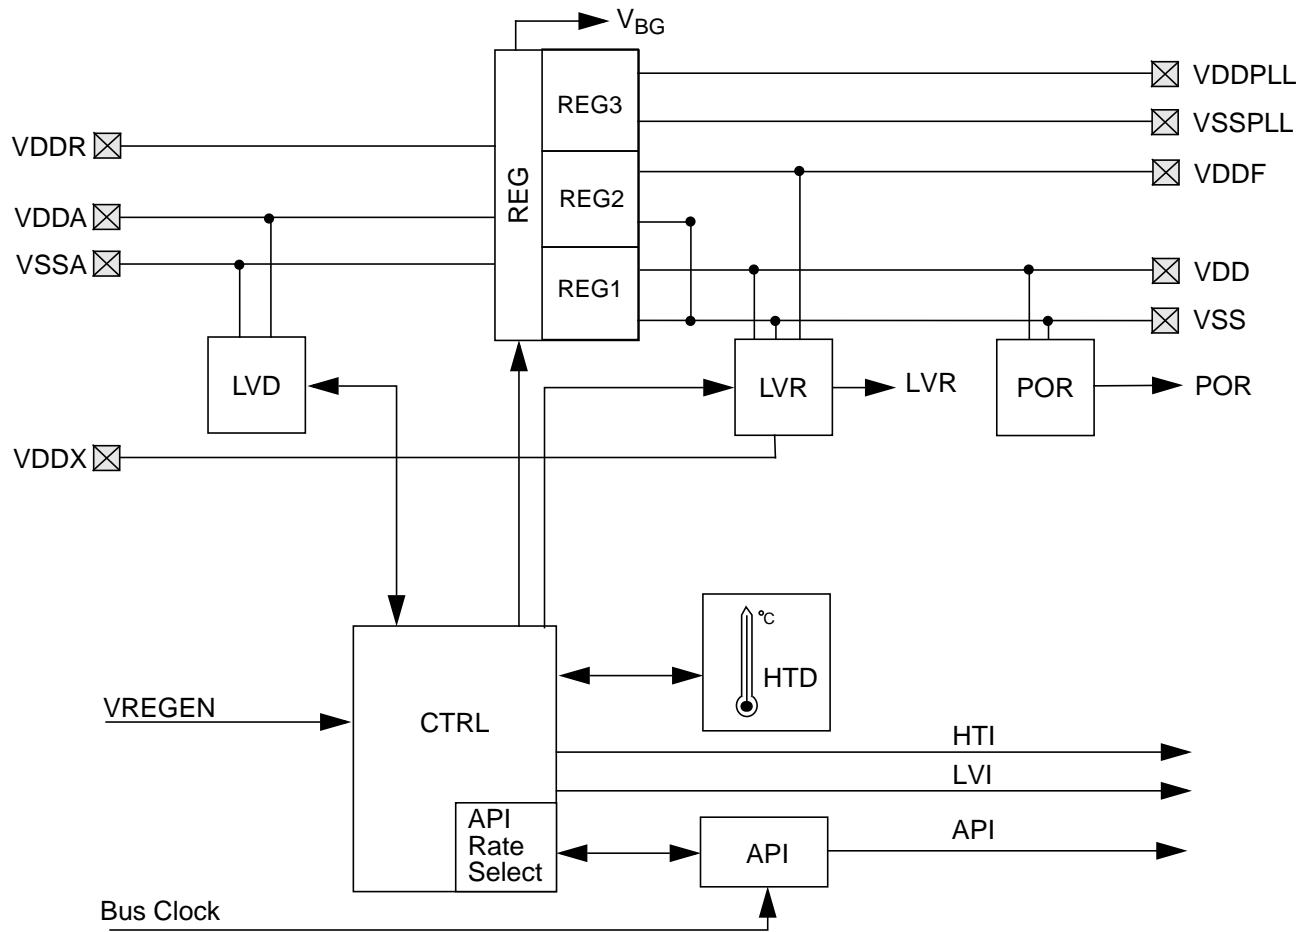 VBG
VDDPLL
REG3
VSSPLL
VDDR
VDDF
REG
REG2
VDDA
VSSA
VDD
REG1
VSS
LVD
LVR
LVR
POR
POR
VDDX
°C
HTD
VREGEN
CTRL
HTI
LVI
API
Rate
Select
API
API
Bus Clock